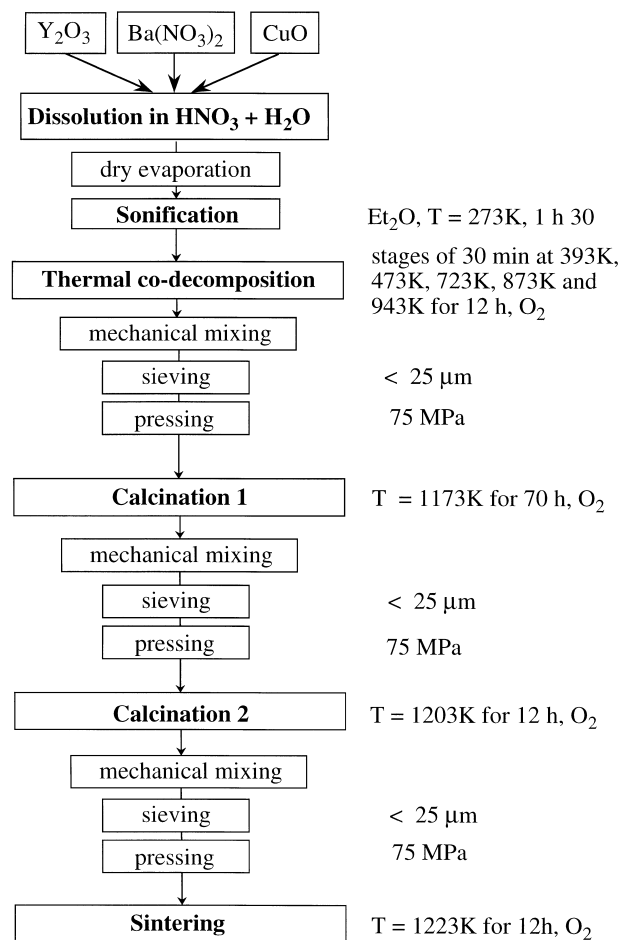 Y2O3 Ba(NO3)2 CuO
Dissolution in HNO3 + H2O
dry evaporation
Sonification Et2O, T = 273K, 1 h 30
stages of 30 min at 393K,
Thermal co-decomposition 473K, 723K, 873K and
943K for 12 h, O2
mechanical mixing
sieving < 25 μm
pressing 75 MPa
Calcination 1 T = 1173K for 70 h, O2
mechanical mixing
sieving < 25 μm
pressing 75 MPa
Calcination 2 T = 1203K for 12 h, O2
mechanical mixing
sieving < 25 μm
pressing 75 MPa
Sintering T = 1223K for 12h, O2